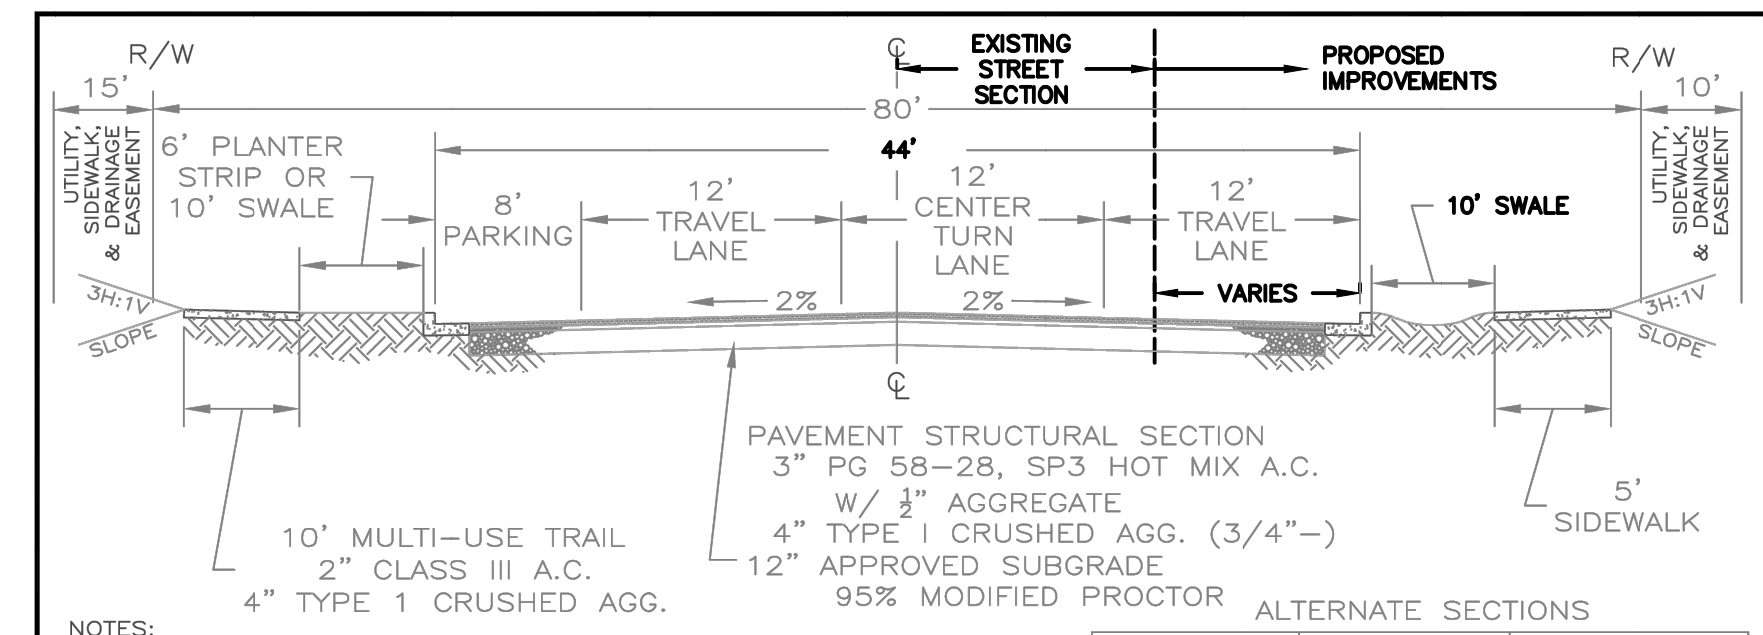 R/W
15'
UTILITY,
SIDEWALK,
& DRAINAGE
EASEMENT
6' PLANTER
STRIP OR
10' SWALE
℄
EXISTING
STREET
SECTION
PROPOSED
IMPROVEMENTS
R/W
10'
UTILITY,
SIDEWALK,
& DRAINAGE
EASEMENT
80'
44'
8'
PARKING
12'
TRAVEL
LANE
12'
CENTER
TURN
LANE
12'
TRAVEL
LANE
10' SWALE
2%
2%
VARIES
3H:1V
SLOPE
3H:1V
SLOPE
℄
10' MULTI-USE TRAIL
2" CLASS III A.C.
4" TYPE 1 CRUSHED AGG.
PAVEMENT STRUCTURAL SECTION
3" PG 58-28, SP3 HOT MIX A.C.
W/ 1/2" AGGREGATE
4" TYPE I CRUSHED AGG. (3/4"-)
12" APPROVED SUBGRADE
95% MODIFIED PROCTOR
5'
SIDEWALK
ALTERNATE SECTIONS
NOTES: